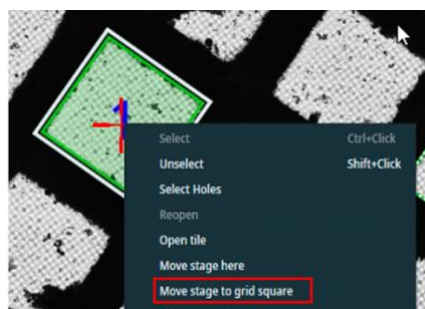 Select Ctrl+Click
Unselect Shift+Click
Select Holes
Reopen
Open tile
Move stage here
Move stage to grid square